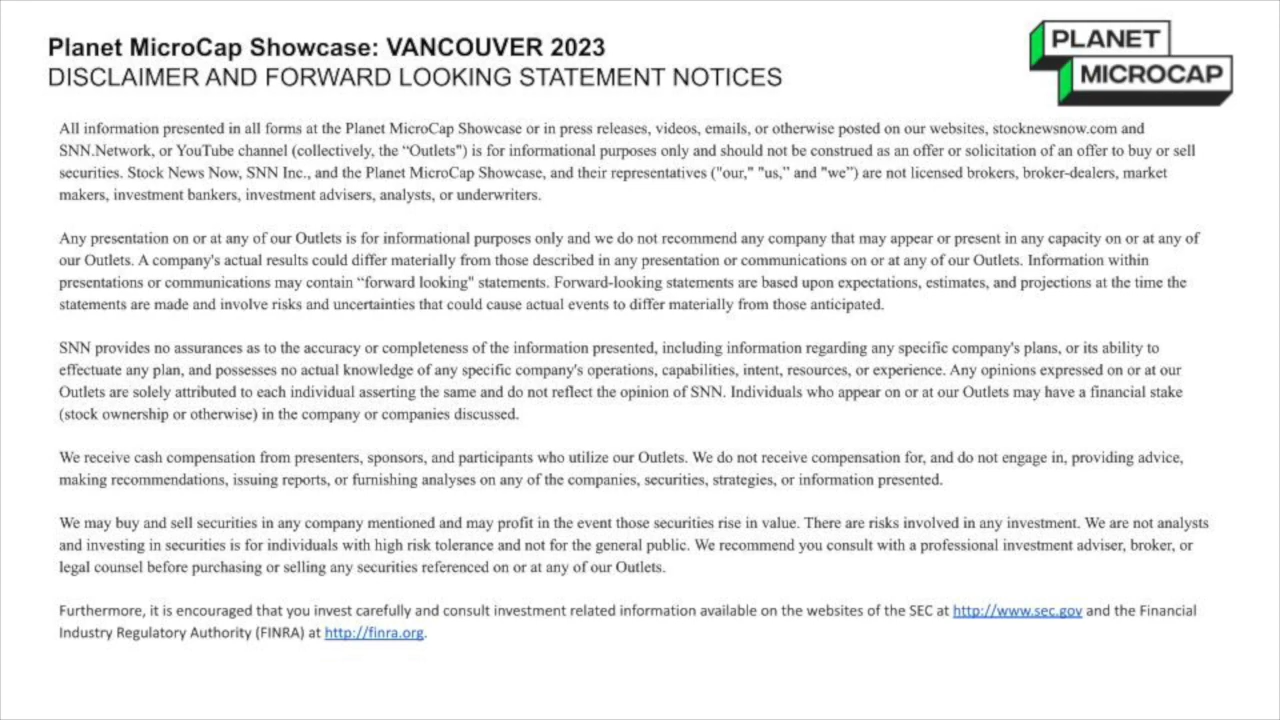 Planet MicroCap Showcase: VANCOUVER 2023
DISCLAIMER AND FORWARD LOOKING STATEMENT NOTICES
PLANET
MICROCAP
All information presented in all forms at the Planet MicroCap Showcase or in press releases, videos, emails, or otherwise posted on our websites, stocknewsnow.com and
SNN.Network, or YouTube channel (collectively, the “Outlets") is for informational purposes only and should not be construed as an offer or solicitation of an offer to buy or sell
securities. Stock News Now, SNN Inc., and the Planet MicroCap Showcase, and their representatives ("our," "us,” and "we”) are not licensed brokers, broker-dealers, market
makers, investment bankers, investment advisers, analysts, or underwriters.
Any presentation on or at any of our Outlets is for informational purposes only and we do not recommend any company that may appear or present in any capacity on or at any of
our Outlets. A company's actual results could differ materially from those described in any presentation or communications on or at any of our Outlets. Information within
presentations or communications may contain “forward looking" statements. Forward-looking statements are based upon expectations, estimates, and projections at the time the
statements are made and involve risks and uncertainties that could cause actual events to differ materially from those anticipated.
SNN provides no assurances as to the accuracy or completeness of the information presented, including information regarding any specific company's plans, or its ability to
effectuate any plan, and possesses no actual knowledge of any specific company's operations, capabilities, intent, resources, or experience. Any opinions expressed on or at our
Outlets are solely attributed to each individual asserting the same and do not reflect the opinion of SNN. Individuals who appear on or at our Outlets may have a financial stake
(stock ownership or otherwise) in the company or companies discussed.
We receive cash compensation from presenters, sponsors, and participants who utilize our Outlets. We do not receive compensation for, and do not engage in, providing advice,
making recommendations, issuing reports, or furnishing analyses on any of the companies, securities, strategies, or information presented.
We may buy and sell securities in any company mentioned and may profit in the event those securities rise in value. There are risks involved in any investment. We are not analysts
and investing in securities is for individuals with high risk tolerance and not for the general public. We recommend you consult with a professional investment adviser, broker, or
legal counsel before purchasing or selling any securities referenced on or at any of our Outlets.
Furthermore, it is encouraged that you invest carefully and consult investment related information available on the websites of the SEC at http://www.sec.gov and the Financial
Industry Regulatory Authority (FINRA) at http://finra.org.